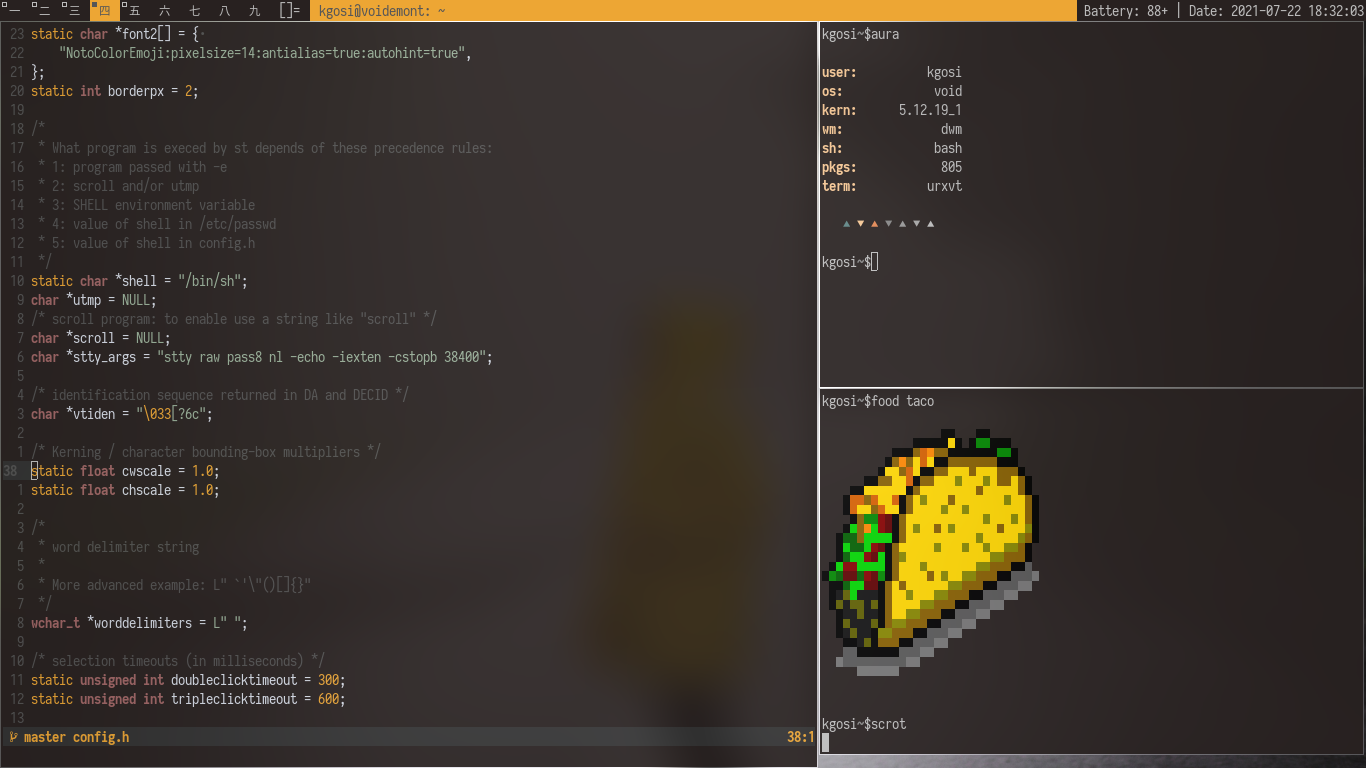 一 二 三 四 五 六 七 八 九 []= kgosi@voidemont: ~ Battery: 88+ | Date: 2021-07-22 18:32:03
23 static char *font2[] = {
22     "NotoColorEmoji:pixelsize=14:antialias=true:autohint=true",
21 };
20 static int borderpx = 2;
19
18 /*
17  * What program is execed by st depends of these precedence rules:
16  * 1: program passed with -e
15  * 2: scroll and/or utmp
14  * 3: SHELL environment variable
13  * 4: value of shell in /etc/passwd
12  * 5: value of shell in config.h
11  */
10 static char *shell = "/bin/sh";
9 char *utmp = NULL;
8 /* scroll program: to enable use a string like "scroll" */
7 char *scroll = NULL;
6 char *stty_args = "stty raw pass8 nl -echo -iexten -cstopb 38400";
5
4 /* identification sequence returned in DA and DECID */
3 char *vtiden = "\033[?6c";
2
1 /* Kerning / character bounding-box multipliers */
38 static float cwscale = 1.0;
1 static float chscale = 1.0;
2
3 /*
4  * word delimiter string
5  *
6  * More advanced example: L" `'\"()[]{}"
7  */
8 wchar_t *worddelimiters = L" ";
9
10 /* selection timeouts (in milliseconds) */
11 static unsigned int doubleclicktimeout = 300;
12 static unsigned int tripleclicktimeout = 600;
13
master config.h 38:1
kgosi~$aura
user: kgosi
os: void
kern: 5.12.19_1
wm: dwm
sh: bash
pkgs: 805
term: urxvt
▲ ▼ ▲ ▼ ▲ ▼ ▲
kgosi~$
kgosi~$food taco
kgosi~$scrot